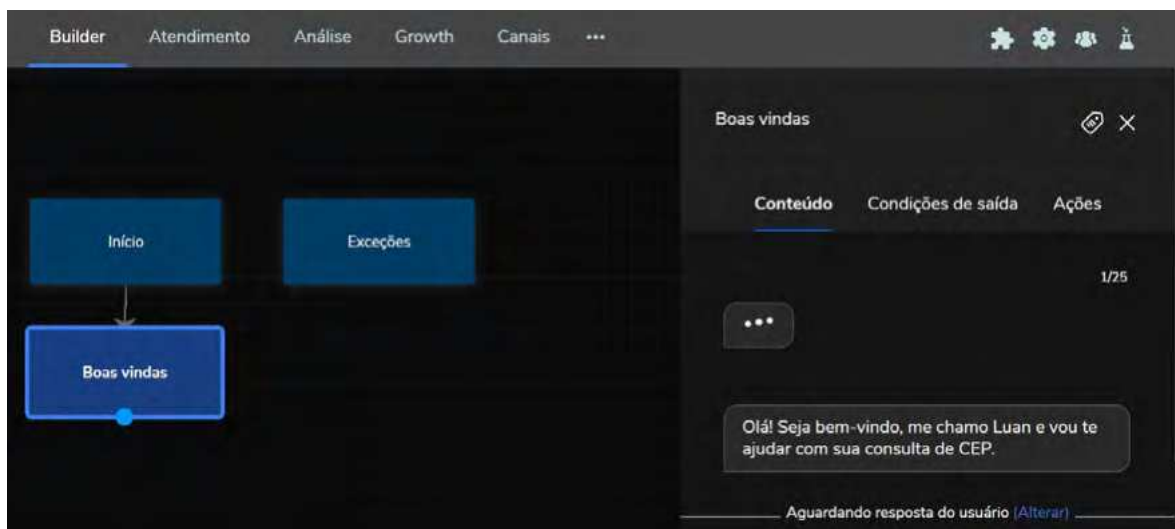 Builder Atendimento Análise Growth Canais •••
Boas vindas
Conteúdo Condições de saída Ações
Início
Exceções
1/25
•••
Boas vindas
Olá! Seja bem-vindo, me chamo Luan e vou te
ajudar com sua consulta de CEP.
Aguardando resposta do usuário (Alterar)